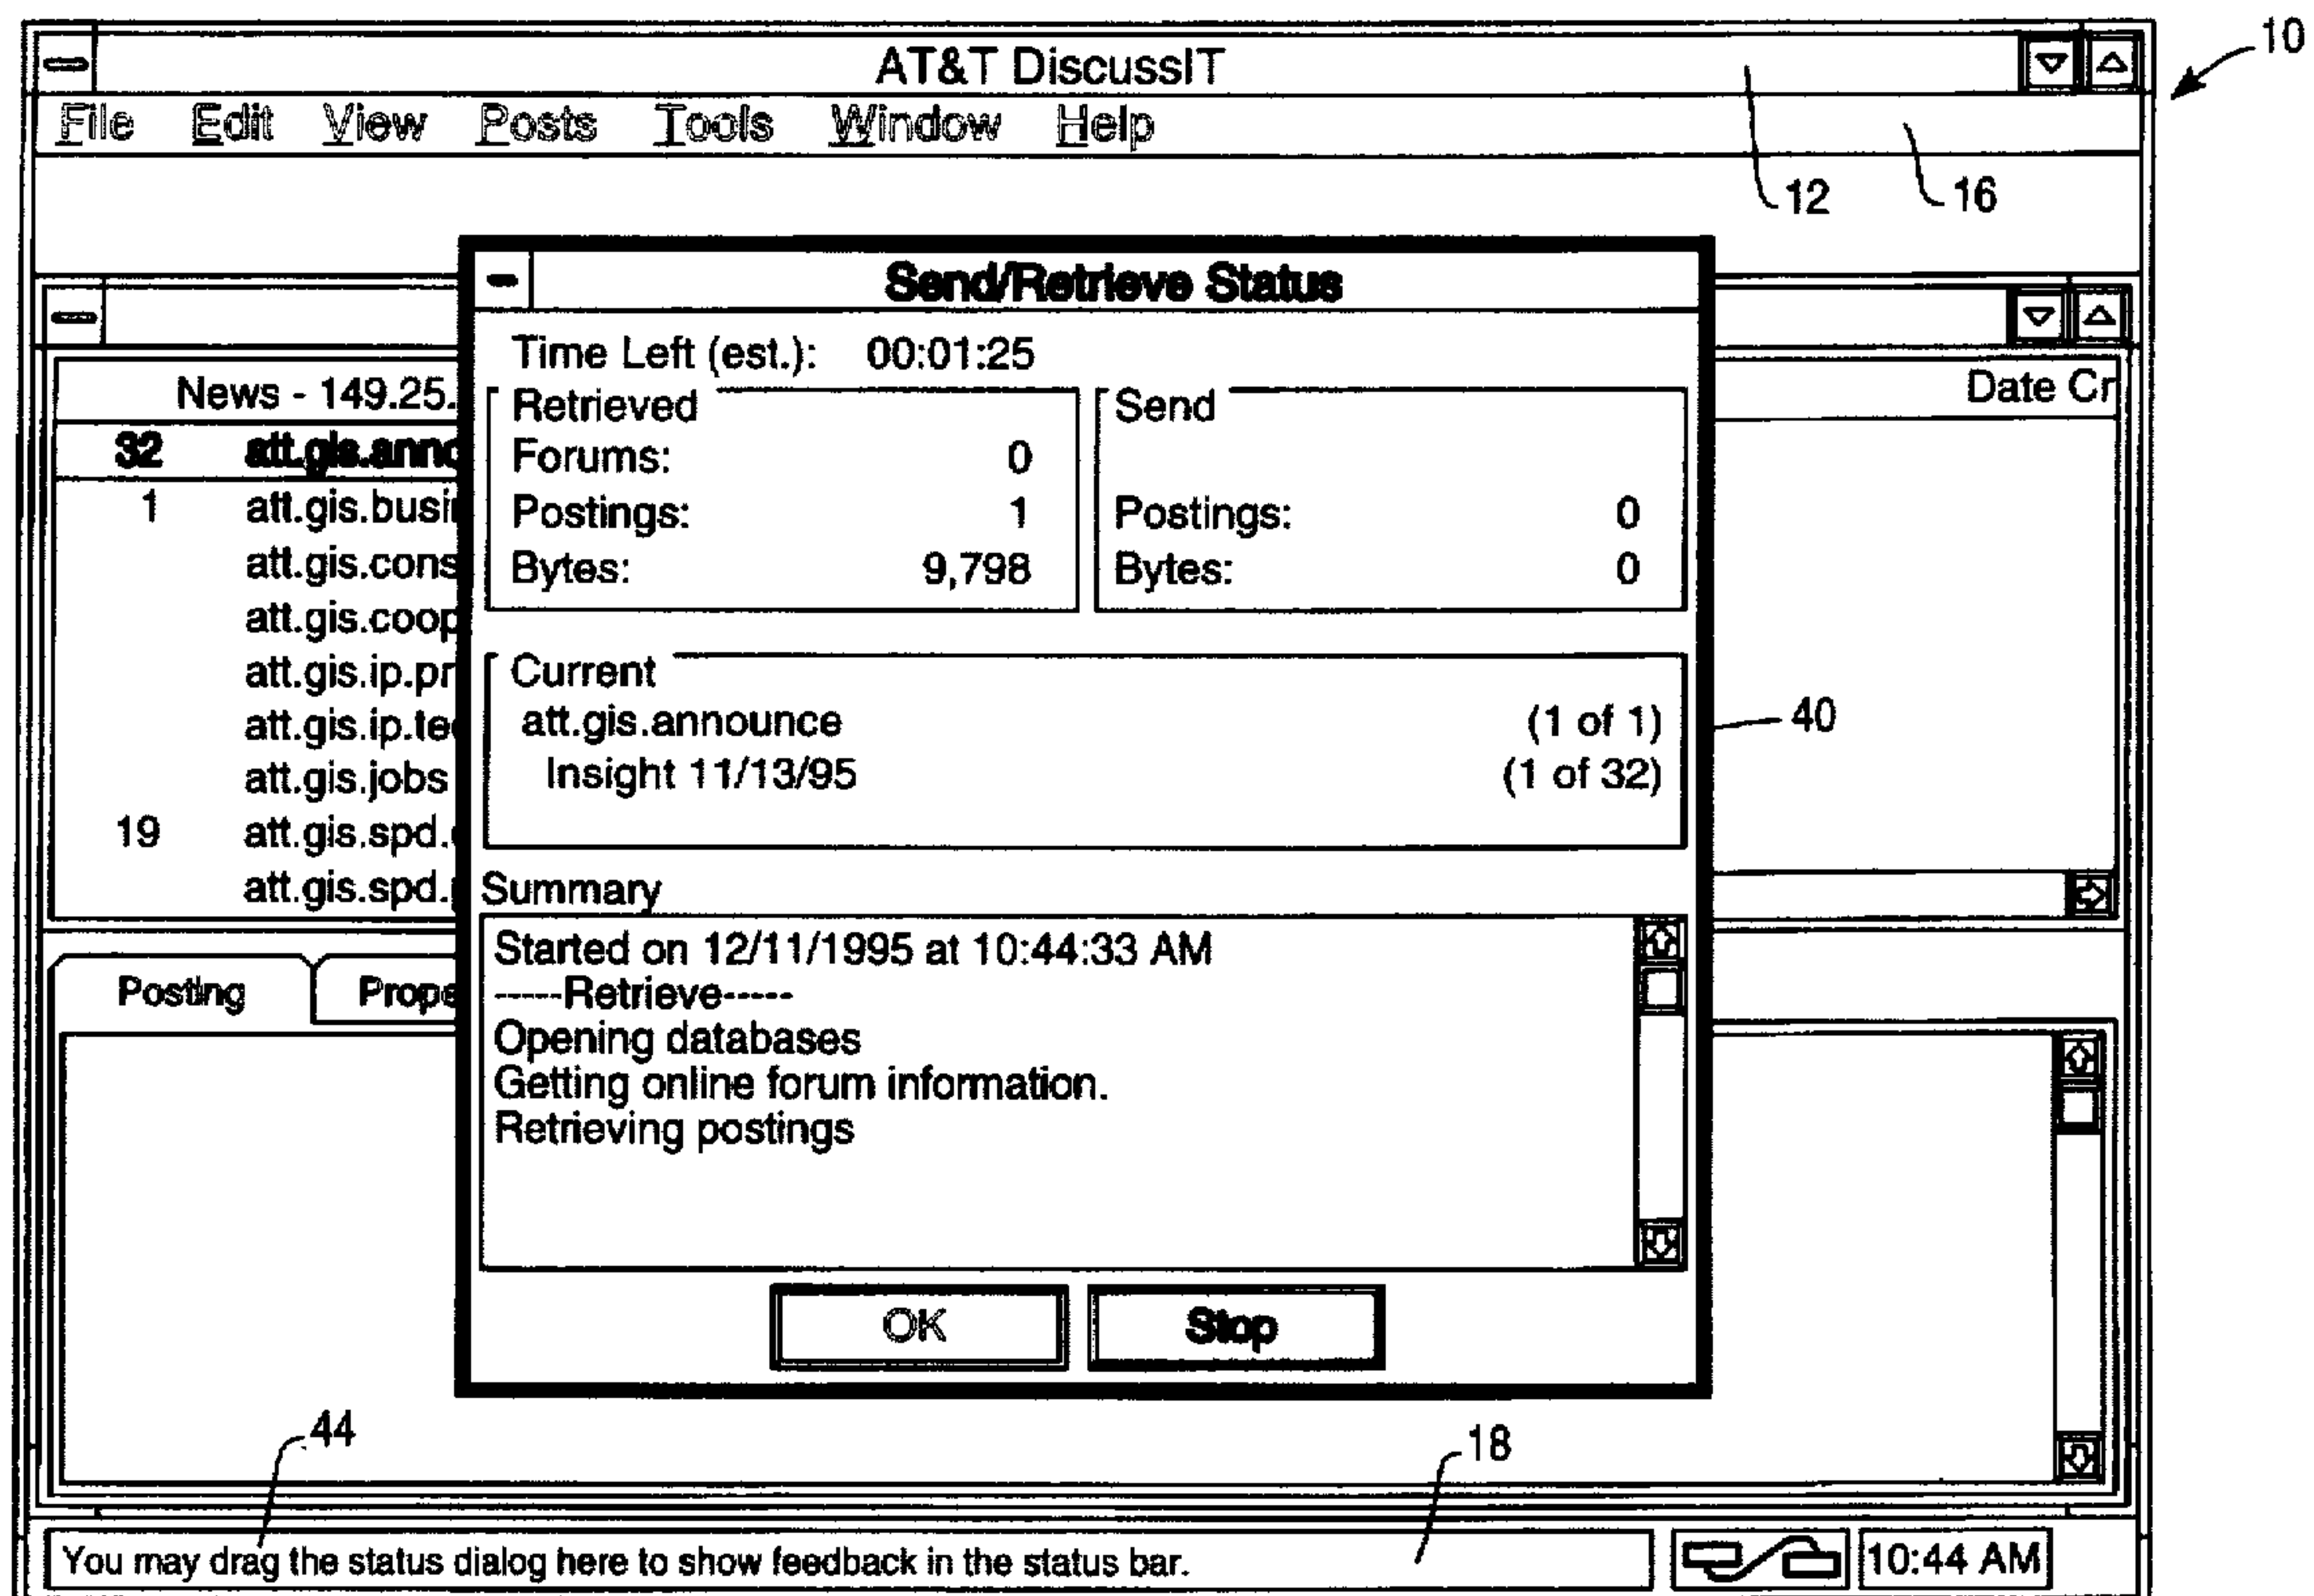 10
AT&T DiscussIT
File Edit View Posts Tools Window Help
12 16
Send/Retrieve Status
Time Left (est.): 00:01:25
News - 149.25. Date Cr
Retrieved Send
32 att.gis.anno
Forums: 0
1 att.gis.busin
Postings: 1 Postings: 0
att.gis.cons
Bytes: 9,798 Bytes: 0
att.gis.coop
att.gis.ip.pr
Current
att.gis.ip.tec
att.gis.announce (1 of 1) 40
att.gis.jobs
Insight 11/13/95 (1 of 32)
19 att.gis.spd.
att.gis.spd.
Summary
Started on 12/11/1995 at 10:44:33 AM
Posting Prope
-----Retrieve-----
Opening databases
Getting online forum information.
Retrieving postings
OK Stop
44 18
You may drag the status dialog here to show feedback in the status bar. 10:44 AM